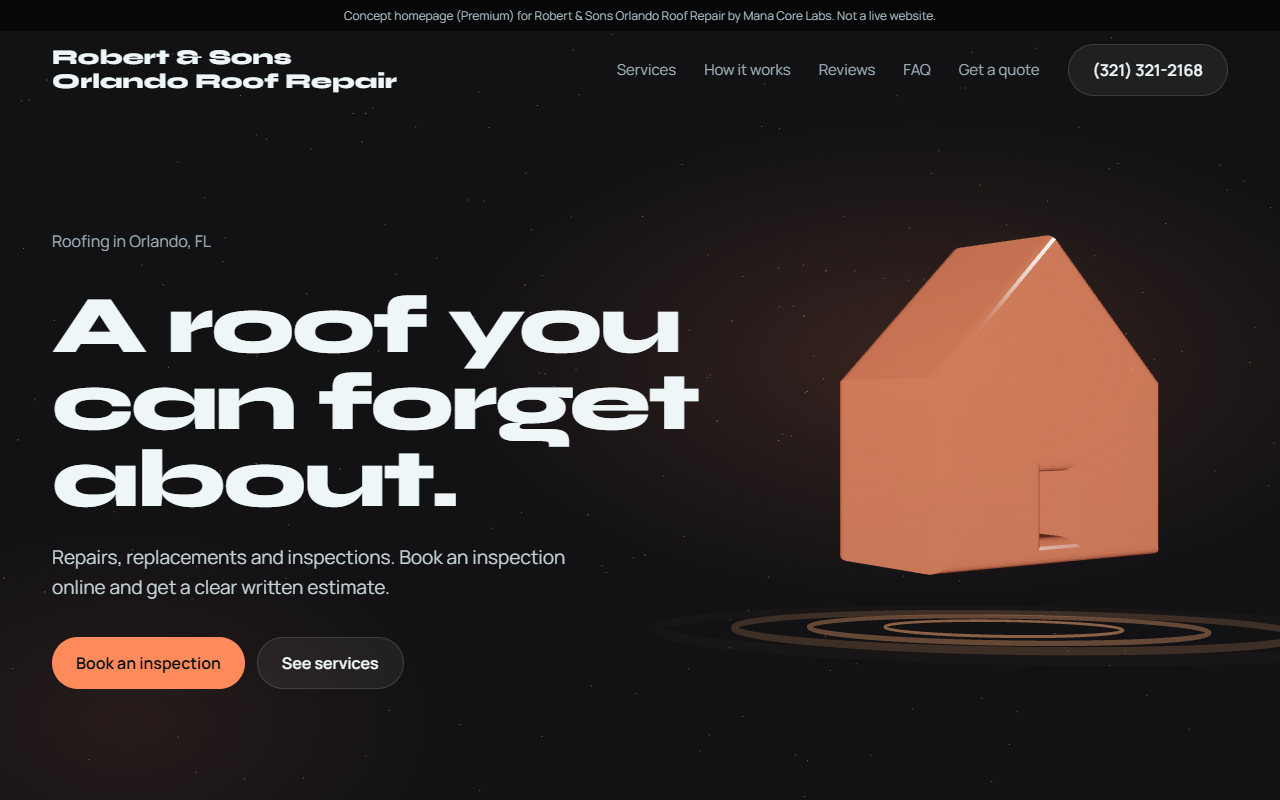 Concept homepage (Premium) for Robert & Sons Orlando Roof Repair by Mana Core Labs. Not a live website.
Robert & Sons
Orlando Roof Repair
Services
How it works
Reviews
FAQ
Get a quote
(321) 321-2168
Roofing in Orlando, FL
A roof you
can forget
about.
Repairs, replacements and inspections. Book an inspection
online and get a clear written estimate.
Book an inspection
See services